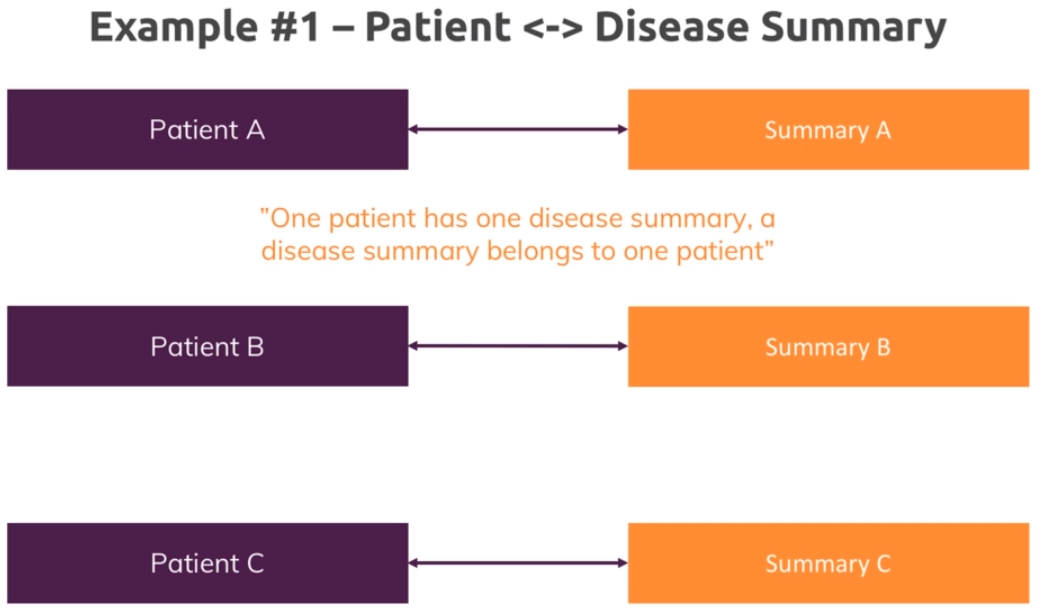 Example #1 – Patient <-> Disease Summary
Patient A
Summary A
”One patient has one disease summary, a
disease summary belongs to one patient”
Patient B
Summary B
Patient C
Summary C